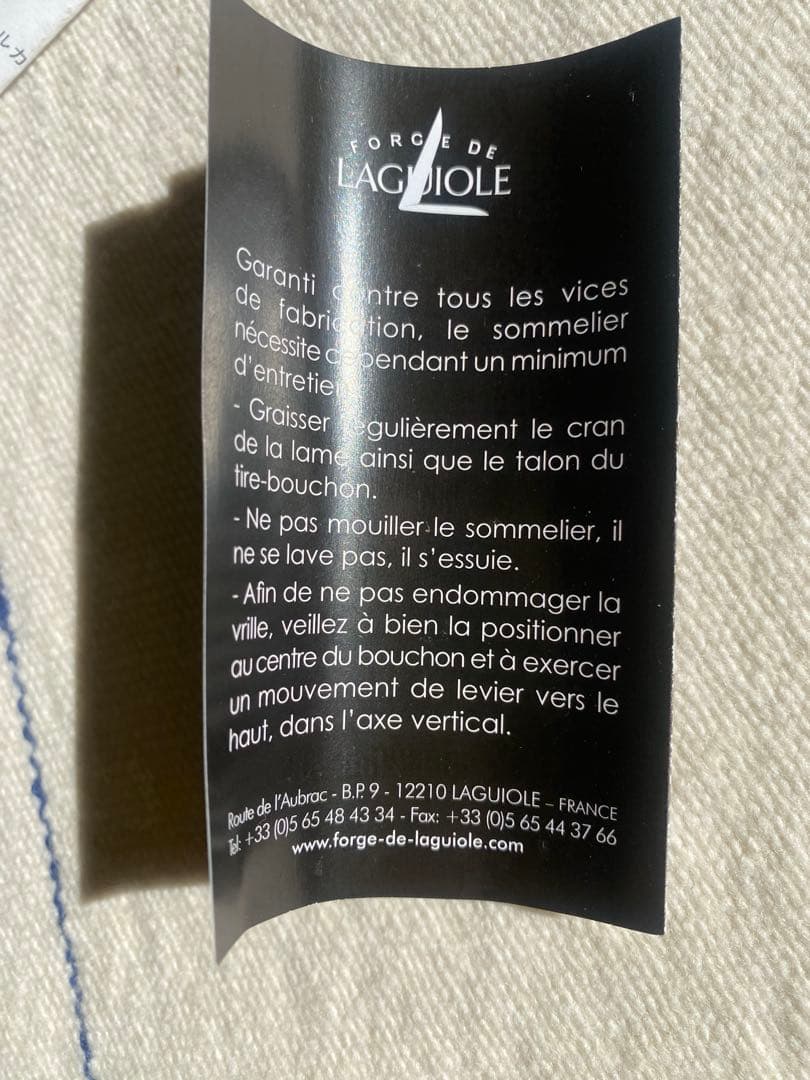 ルカ
FORGE DE
LAGUIOLE
Garanti contre tous les vices
de fabrication, le sommelier
nécessite cependant un minimum
d'entretien
- Graisser régulièrement le cran
de la lame ainsi que le talon du
tire-bouchon.
- Ne pas mouiller le sommelier, il
ne se lave pas, il s'essuie.
- Afin de ne pas endommager la
vrille, veillez à bien la positionner
au centre du bouchon et à exercer
un mouvement de levier vers le
haut, dans l'axe vertical.
Route de l'Aubrac - B.P. 9 - 12210 LAGUIOLE – FRANCE
Tel: +33 (0)5 65 48 43 34 - Fax: +33 (0)5 65 44 37 66
www.forge-de-laguiole.com